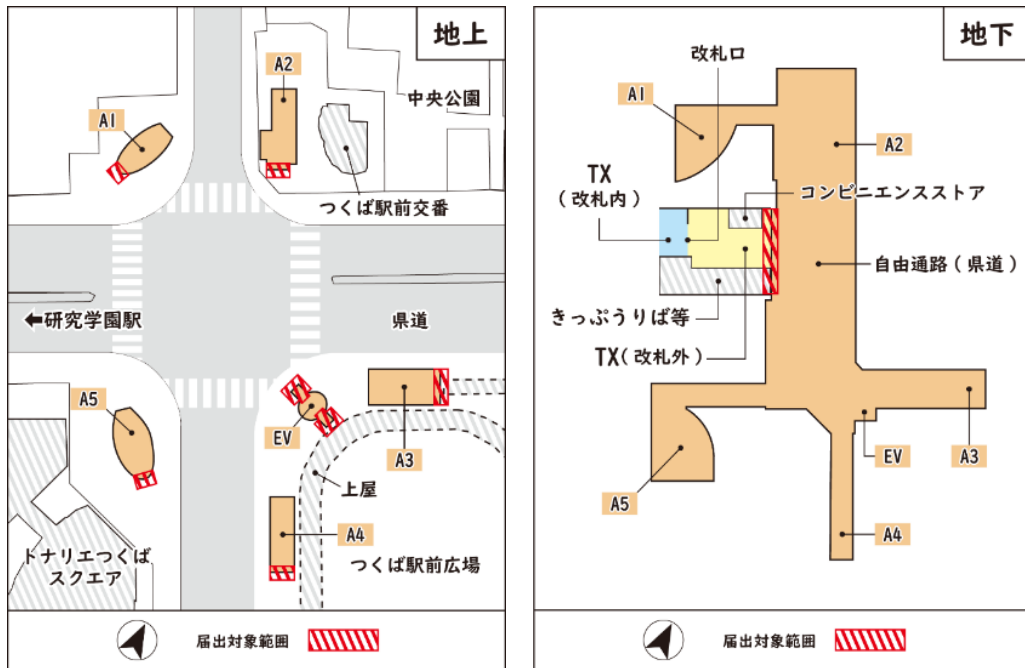 地上
A2
中央公園
A1
つくば駅前交番
←研究学園駅
県道
A5
EV
A3
上屋
A4
トナリエつくば
スクエア
つくば駅前広場
届出対象範囲
地下
改札口
A1
A2
TX
(改札内)
コンビニエンスストア
自由通路(県道)
きっぷうりば等
TX(改札外)
EV
A3
A5
A4
届出対象範囲